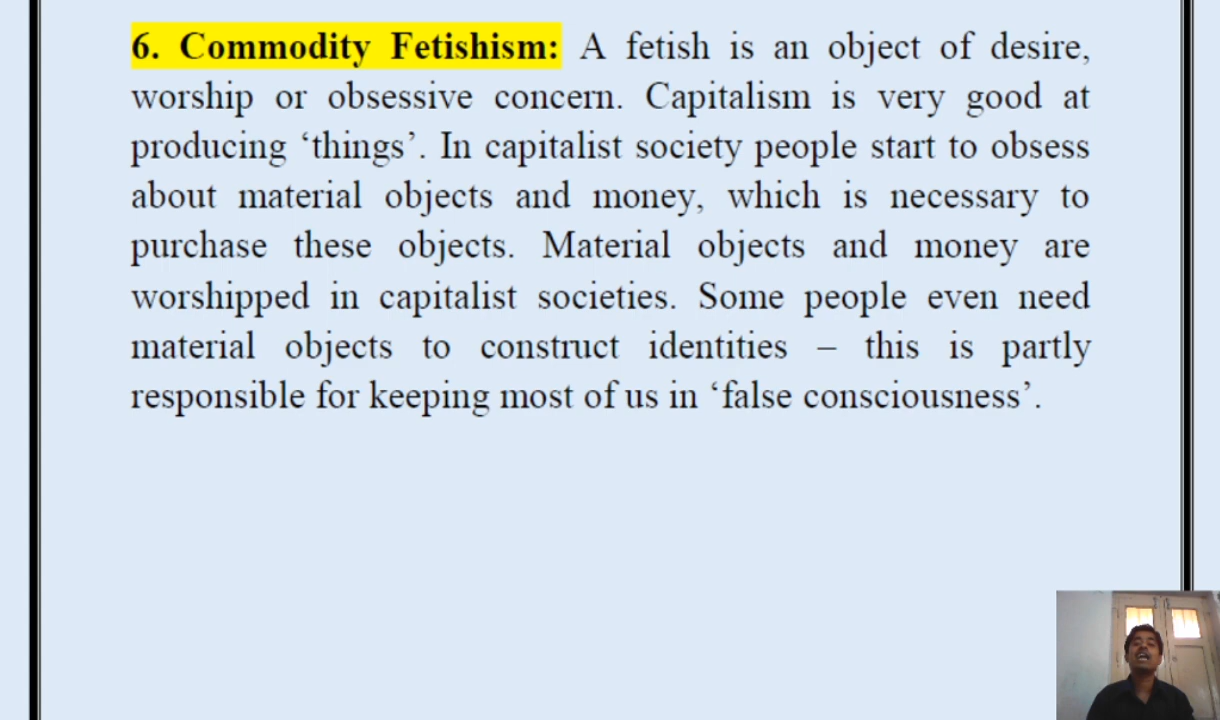 6. Commodity Fetishism: A fetish is an object of desire,
worship or obsessive concern. Capitalism is very good at
producing ‘things’. In capitalist society people start to obsess
about material objects and money, which is necessary to
purchase these objects. Material objects and money are
worshipped in capitalist societies. Some people even need
material objects to construct identities – this is partly
responsible for keeping most of us in ‘false consciousness’.